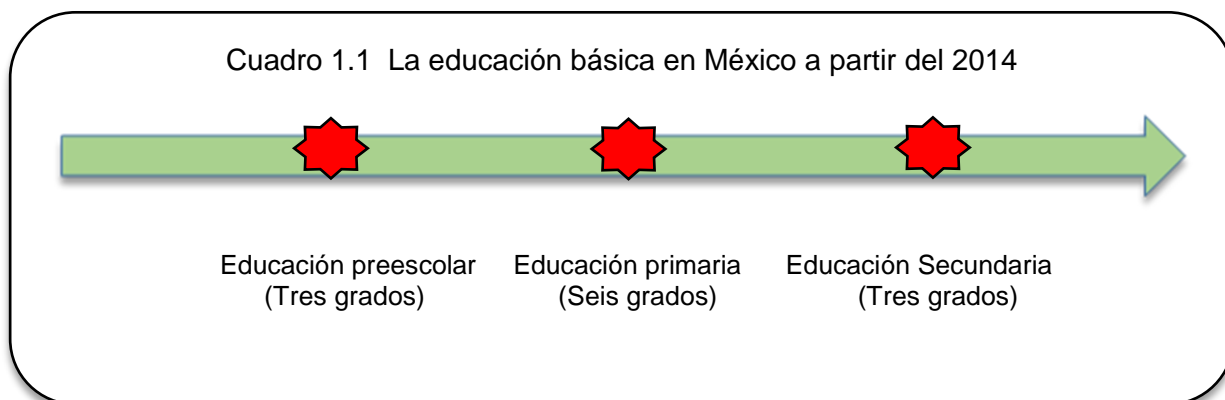 Cuadro 1.1 La educación básica en México a partir del 2014
Educación preescolar
(Tres grados)
Educación primaria
(Seis grados)
Educación Secundaria
(Tres grados)